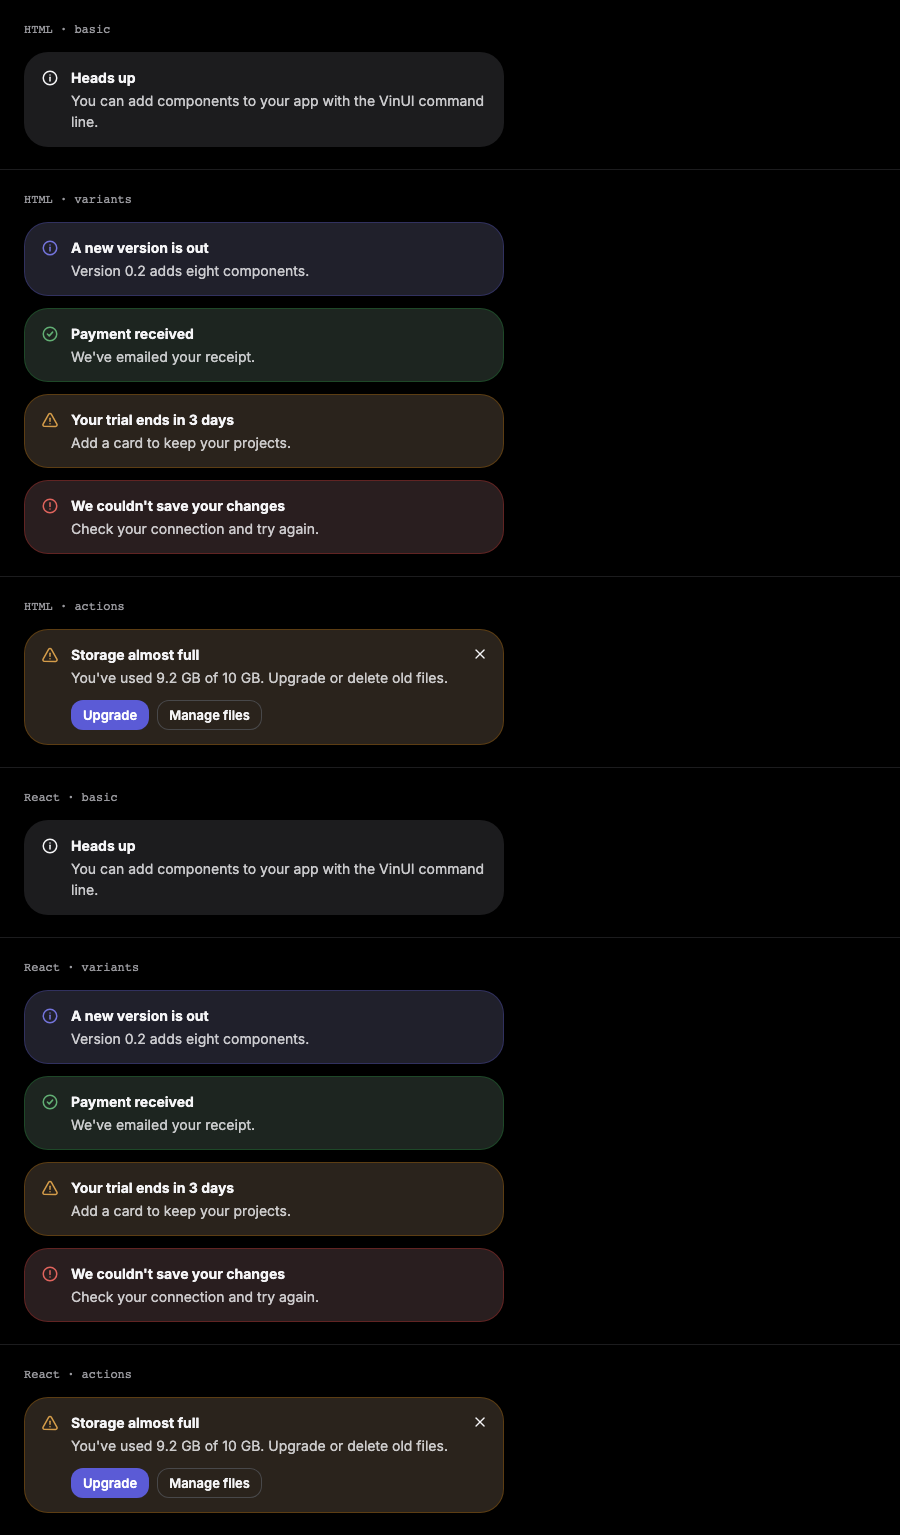 HTML · basic
Heads up
You can add components to your app with the VinUI command
line.
HTML · variants
A new version is out
Version 0.2 adds eight components.
Payment received
We've emailed your receipt.
Your trial ends in 3 days
Add a card to keep your projects.
We couldn't save your changes
Check your connection and try again.
HTML · actions
Storage almost full
You've used 9.2 GB of 10 GB. Upgrade or delete old files.
Upgrade Manage files
React · basic
Heads up
You can add components to your app with the VinUI command
line.
React · variants
A new version is out
Version 0.2 adds eight components.
Payment received
We've emailed your receipt.
Your trial ends in 3 days
Add a card to keep your projects.
We couldn't save your changes
Check your connection and try again.
React · actions
Storage almost full
You've used 9.2 GB of 10 GB. Upgrade or delete old files.
Upgrade Manage files